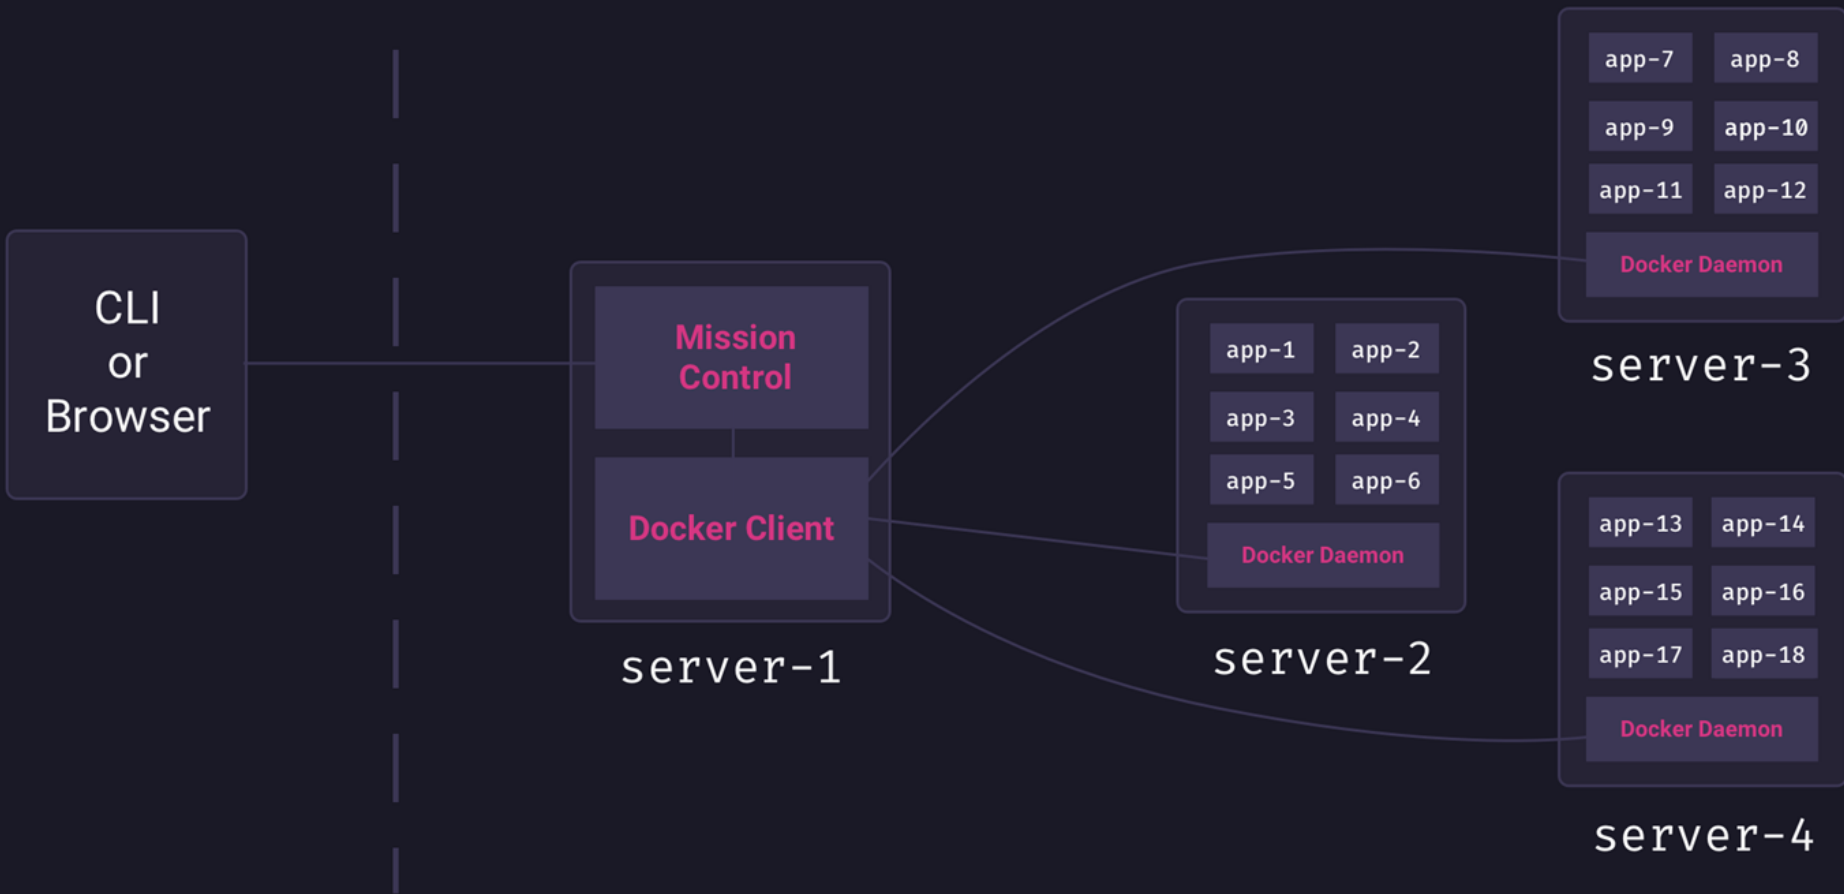 CLI
or
Browser
Mission
Control
Docker Client
server-1
app-1 app-2
app-3 app-4
app-5 app-6
Docker Daemon
server-2
app-7 app-8
app-9 app-10
app-11 app-12
Docker Daemon
server-3
app-13 app-14
app-15 app-16
app-17 app-18
Docker Daemon
server-4